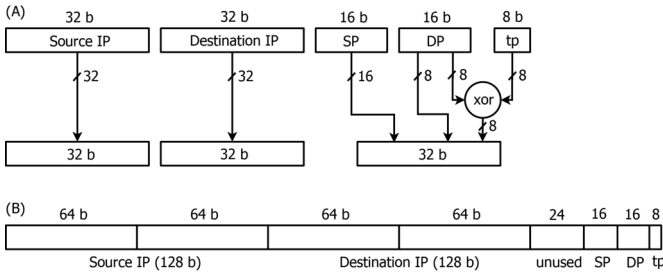 (A)
32 b 32 b 16 b 16 b 8 b
Source IP Destination IP SP DP tp
32 32 16 8 8 8
xor
8
32 b 32 b 32 b
(B)
64 b 64 b 64 b 64 b 24 16 16 8
Source IP (128 b) Destination IP (128 b) unused SP DP tp